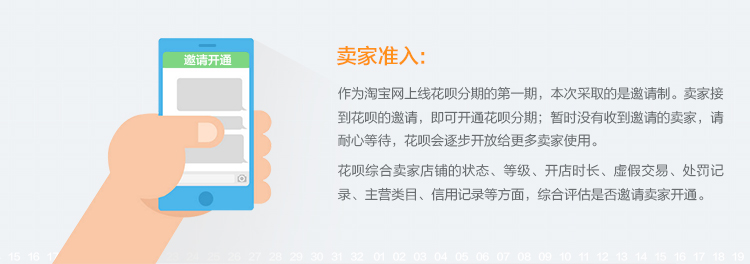 邀请开通
卖家准入:
作为淘宝网上线花呗分期的第一期，本次采取的是邀请制。卖家接
到花呗的邀请，即可开通花呗分期；暂时没有收到邀请的卖家，请
耐心等待，花呗会逐步开放给更多卖家使用。
花呗综合卖家店铺的状态、等级、开店时长、虚假交易、处罚记
录、主营类目、信用记录等方面，综合评估是否邀请卖家开通。
15 16 27 28 29 30 31 32 01 02 03 04 05 06 07 08 09 10 11 12 13 14 15 16 17 18 19